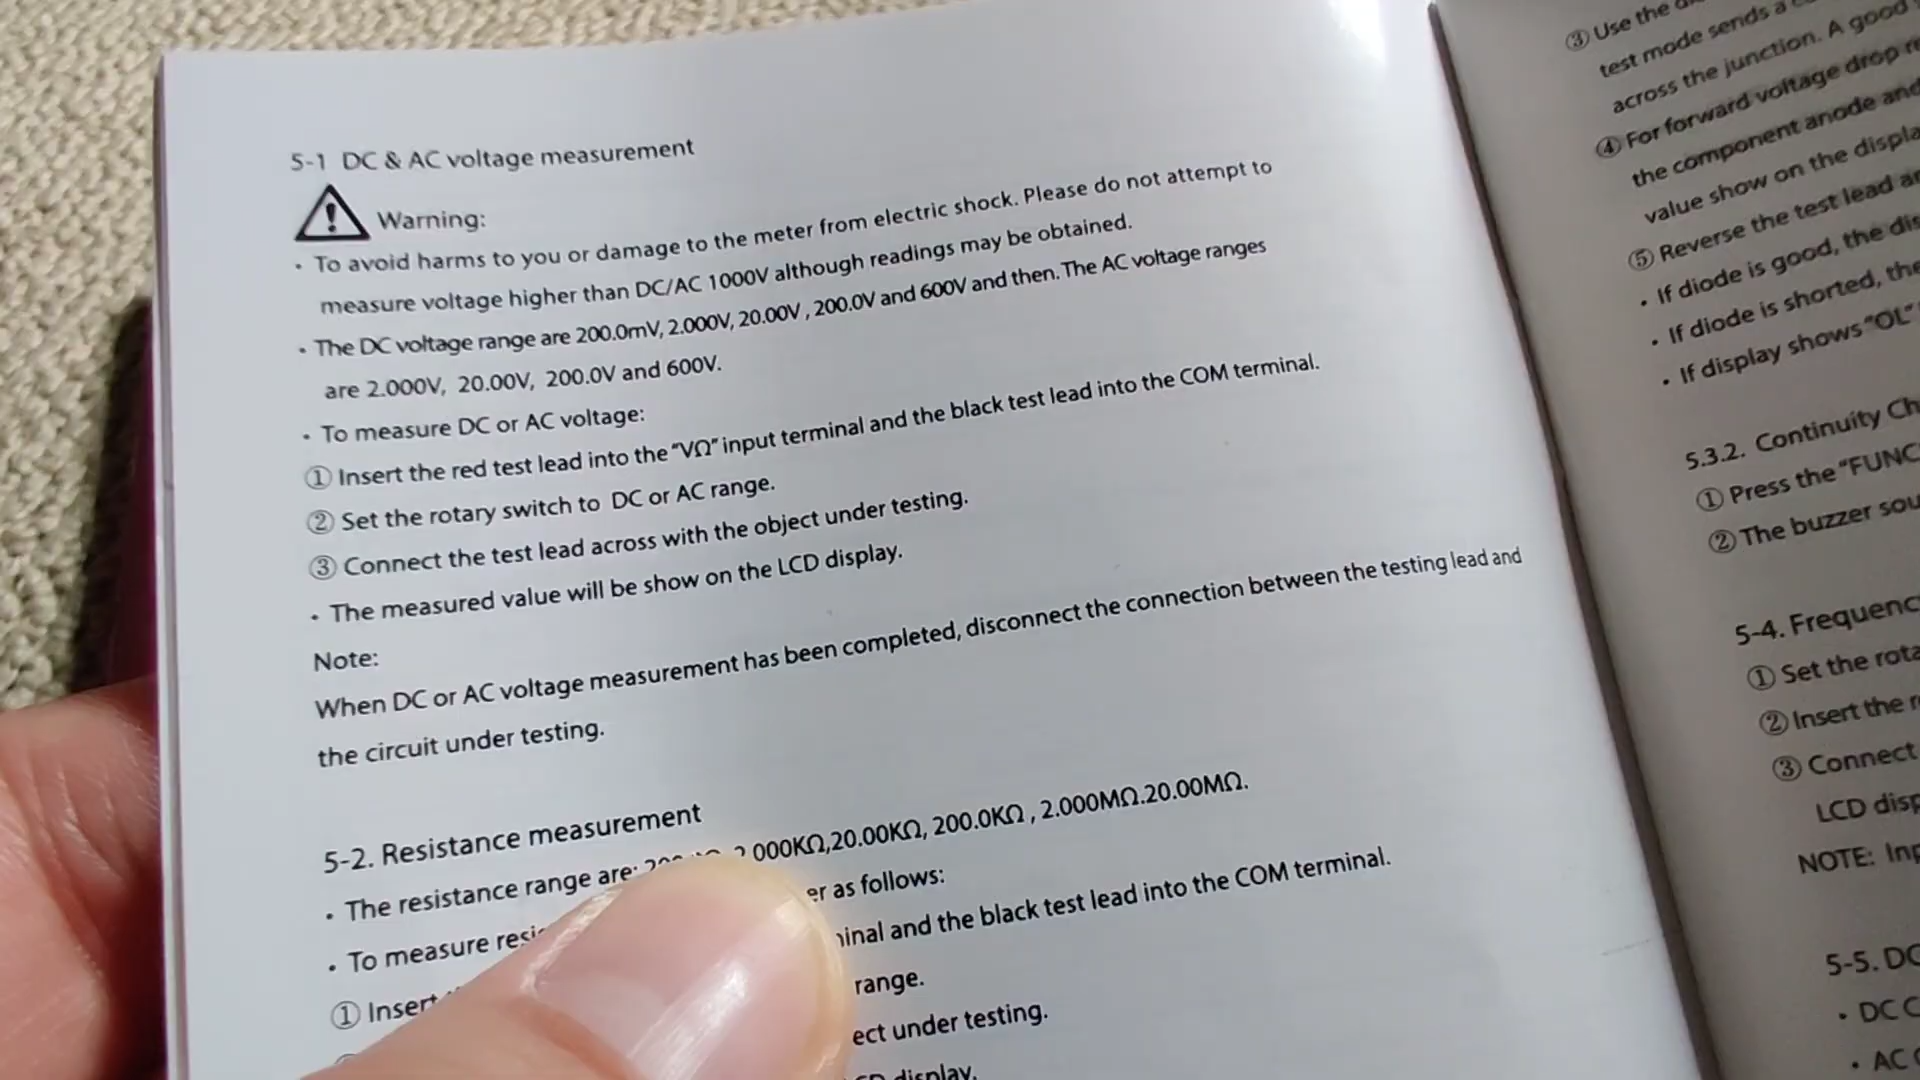 5-1 DC & AC voltage measurement
Warning:
• To avoid harms to you or damage to the meter from electric shock. Please do not attempt to
measure voltage higher than DC/AC 1000V although readings may be obtained.
• The DC voltage range are 200.0mV, 2.000V, 20.00V , 200.0V and 600V and then. The AC voltage ranges
are 2.000V, 20.00V, 200.0V and 600V.
• To measure DC or AC voltage:
① Insert the red test lead into the "VΩ" input terminal and the black test lead into the COM terminal.
② Set the rotary switch to DC or AC range.
③ Connect the test lead across with the object under testing.
• The measured value will be show on the LCD display.
Note:
When DC or AC voltage measurement has been completed, disconnect the connection between the testing lead and
the circuit under testing.
5-2. Resistance measurement
• The resistance range are: 2.000KΩ,20.00KΩ, 200.0KΩ , 2.000MΩ.20.00MΩ.
• To measure as follows:
① Insert and the black test lead into the COM terminal.
range.
under testing.
display.
③ Use the
test mode sends a
across the junction. A good
④ For forward voltage drop
the component anode and
value show on the
⑤ Reverse the test lead
• If diode is good, the
• If diode is shorted, the
• If display shows "OL"
5.3.2. Continuity
① Press the "FUNC
② The buzzer
5-4. 
① Set the
② Insert the
③ Connect
LCD
NOTE:
5-5. DC
• DC
• AC